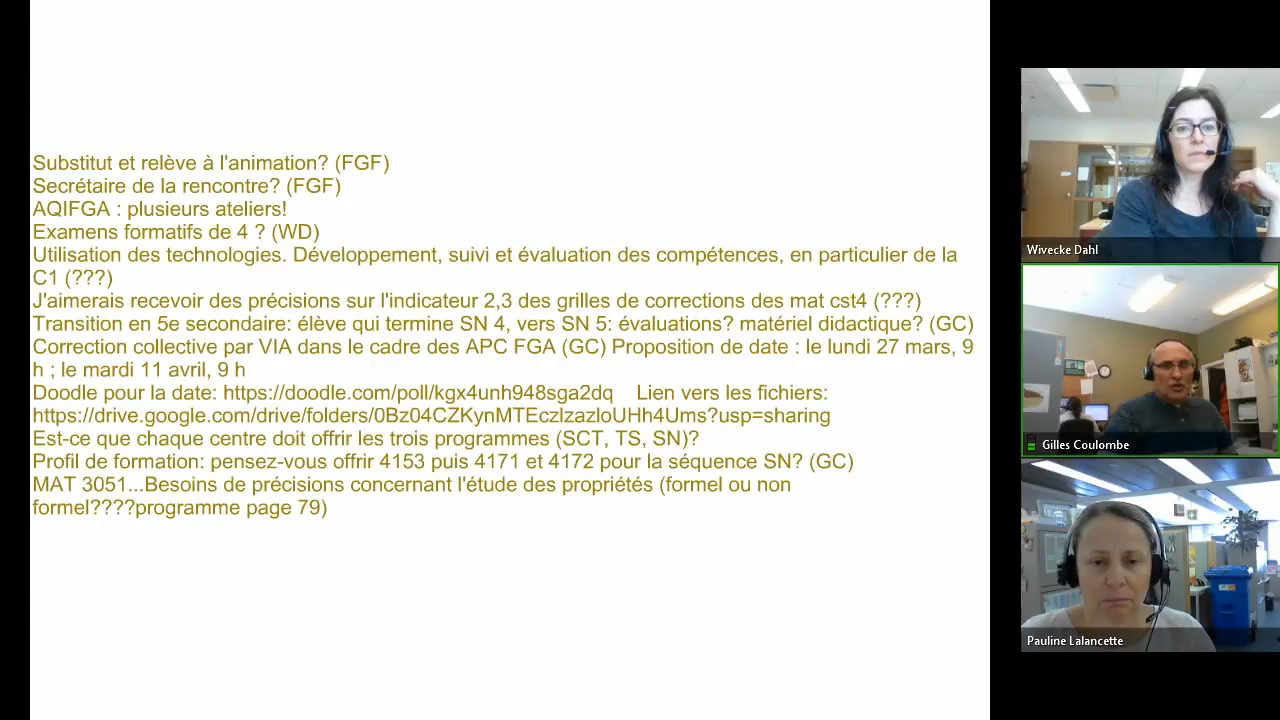 Substitut et relève à l'animation? (FGF)
Secrétaire de la rencontre? (FGF)
AQIFGA : plusieurs ateliers!
Examens formatifs de 4 ? (WD)
Utilisation des technologies. Développement, suivi et évaluation des compétences, en particulier de la
C1 (???)
J'aimerais recevoir des précisions sur l'indicateur 2,3 des grilles de corrections des mat cst4 (???)
Transition en 5e secondaire: élève qui termine SN 4, vers SN 5: évaluations? matériel didactique? (GC)
Correction collective par VIA dans le cadre des APC FGA (GC) Proposition de date : le lundi 27 mars, 9
h ; le mardi 11 avril, 9 h
Doodle pour la date: https://doodle.com/poll/kgx4unh948sga2dq    Lien vers les fichiers:
https://drive.google.com/drive/folders/0Bz04CZKynMTEczlzazloUHh4Ums?usp=sharing
Est-ce que chaque centre doit offrir les trois programmes (SCT, TS, SN)?
Profil de formation: pensez-vous offrir 4153 puis 4171 et 4172 pour la séquence SN? (GC)
MAT 3051...Besoins de précisions concernant l'étude des propriétés (formel ou non
formel????programme page 79)
Wivecke Dahl
Gilles Coulombe
Pauline Lalancette